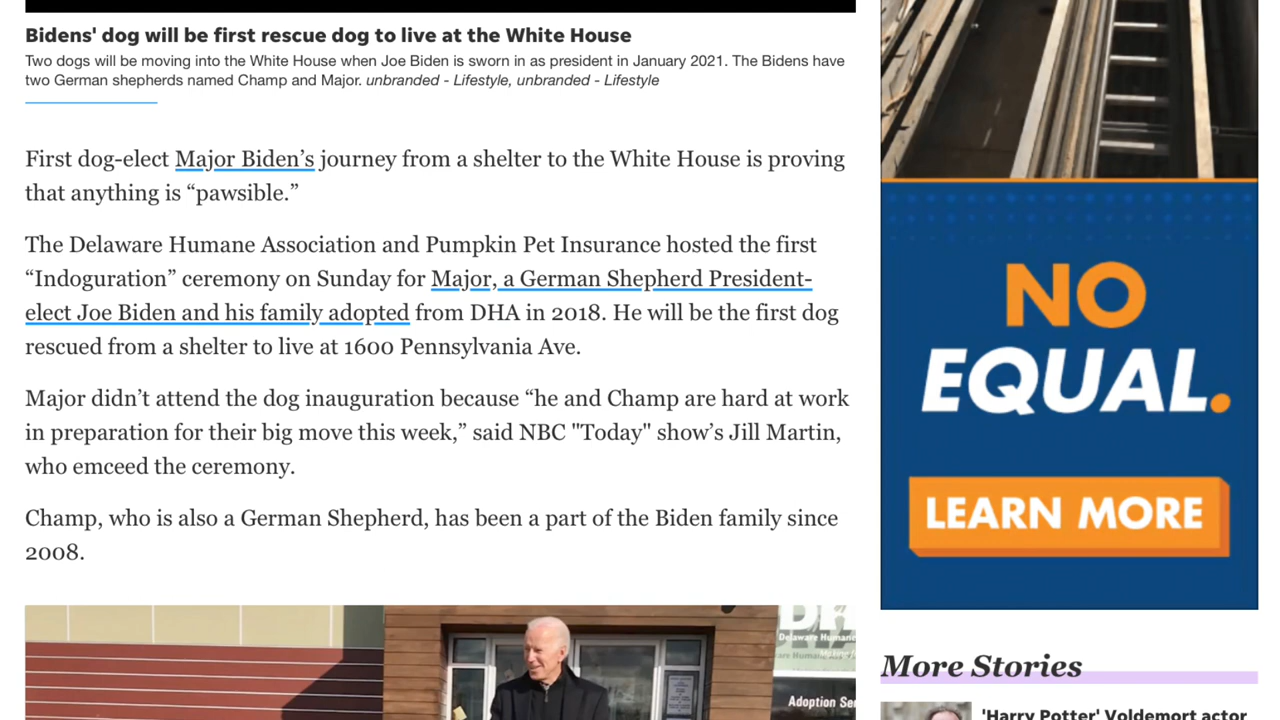 Bidens' dog will be first rescue dog to live at the White House
Two dogs will be moving into the White House when Joe Biden is sworn in as president in January 2021. The Bidens have
two German shepherds named Champ and Major. unbranded - Lifestyle, unbranded - Lifestyle
First dog-elect Major Biden’s journey from a shelter to the White House is proving
that anything is “pawsible.”
The Delaware Humane Association and Pumpkin Pet Insurance hosted the first
“Indoguration” ceremony on Sunday for Major, a German Shepherd President-
elect Joe Biden and his family adopted from DHA in 2018. He will be the first dog
rescued from a shelter to live at 1600 Pennsylvania Ave.
Major didn’t attend the dog inauguration because “he and Champ are hard at work
in preparation for their big move this week,” said NBC "Today" show’s Jill Martin,
who emceed the ceremony.
Champ, who is also a German Shepherd, has been a part of the Biden family since
2008.
Delaware Humane
Adoption Se
NO
EQUAL.
LEARN MORE
More Stories
'Harry Potter' Voldemort actor